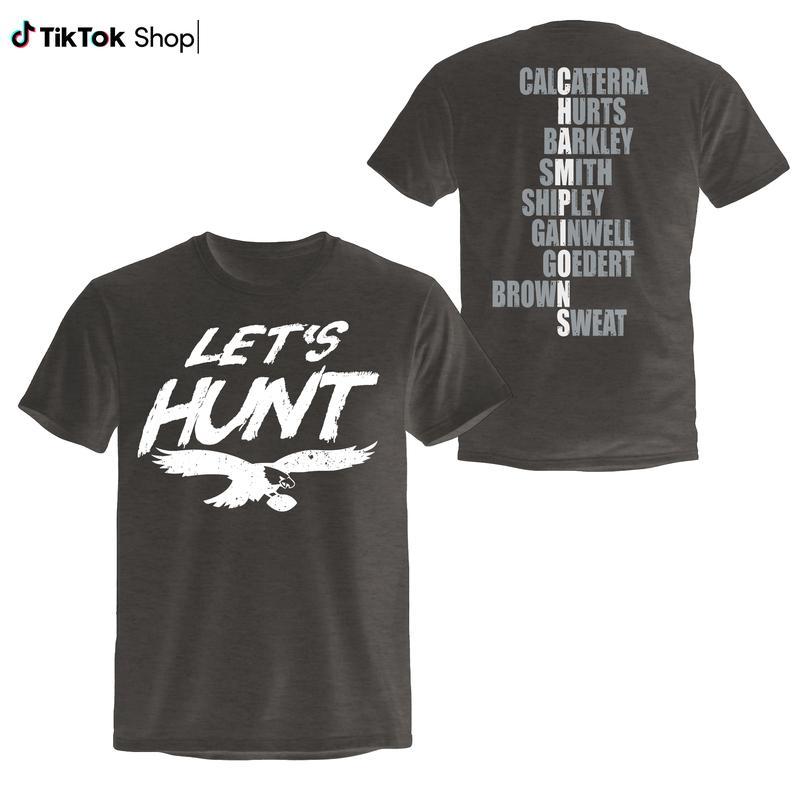 TikTok Shop
CALCATERRA
HURTS
BARKLEY
SMITH
SHIPLEY
GAINWELL
GOEDERT
BROWN
SWEAT
LET'S
HUNT